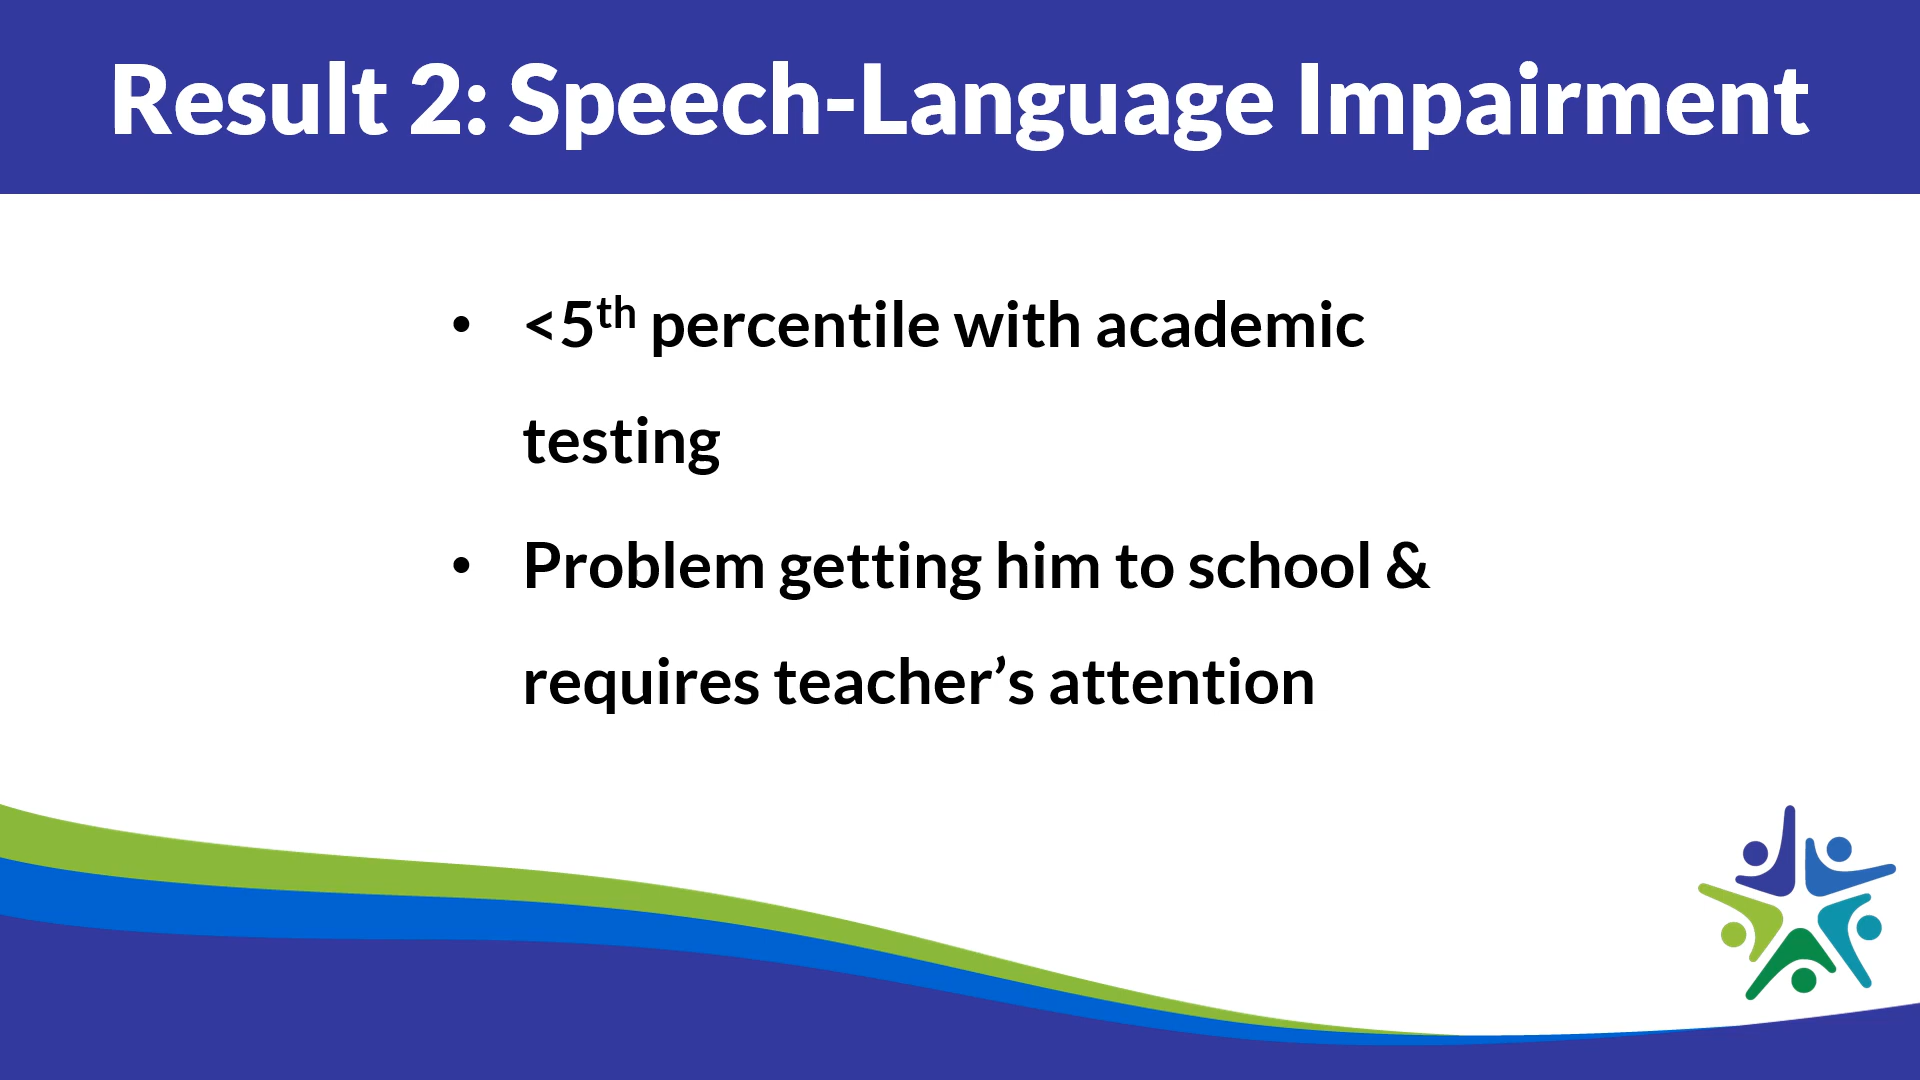 Result 2: Speech-Language Impairment
• <5th percentile with academic
testing
• Problem getting him to school &
requires teacher’s attention